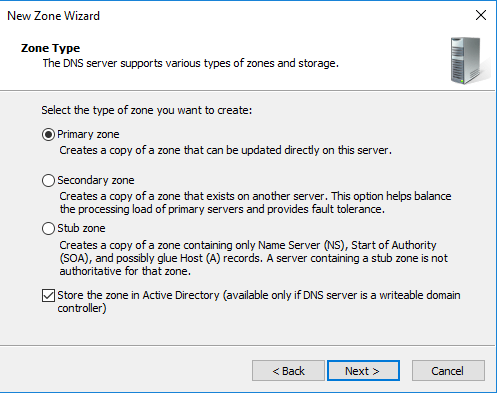 New Zone Wizard
Zone Type
The DNS server supports various types of zones and storage.
Select the type of zone you want to create:
Primary zone
Creates a copy of a zone that can be updated directly on this server.
Secondary zone
Creates a copy of a zone that exists on another server. This option helps balance
the processing load of primary servers and provides fault tolerance.
Stub zone
Creates a copy of a zone containing only Name Server (NS), Start of Authority
(SOA), and possibly glue Host (A) records. A server containing a stub zone is not
authoritative for that zone.
Store the zone in Active Directory (available only if DNS server is a writeable domain
controller)
< Back
Next >
Cancel